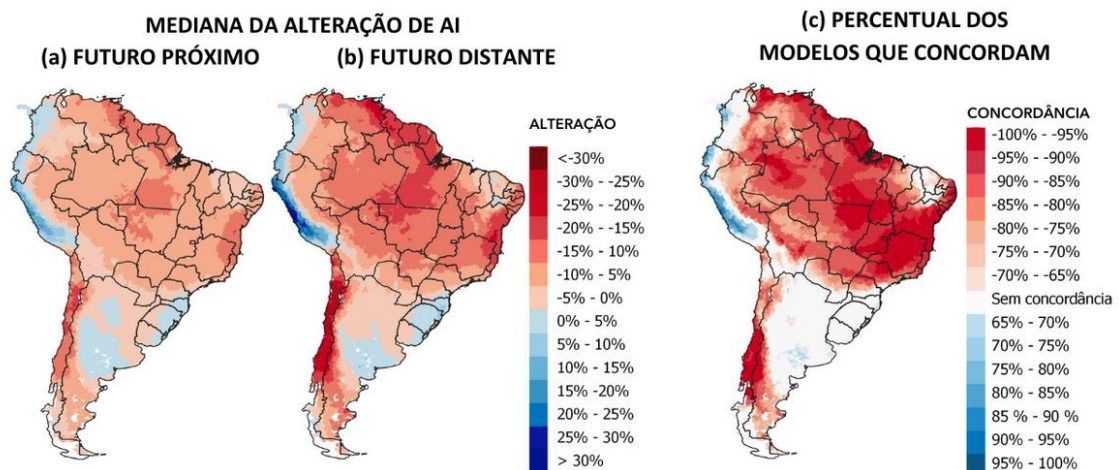 MEDIANA DA ALTERAÇÃO DE AI
(a) FUTURO PRÓXIMO
(b) FUTURO DISTANTE
ALTERAÇÃO
<-30%
-30% - -25%
-25% - -20%
-20% - -15%
-15% - 10%
-10% - 5%
-5% - 0%
0% - 5%
5% - 10%
10% - 15%
15% -20%
20% - 25%
25% - 30%
> 30%
(c) PERCENTUAL DOS
MODELOS QUE CONCORDAM
CONCORDÂNCIA
-100% - -95%
-95% - -90%
-90% - -85%
-85% - -80%
-80% - -75%
-75% - -70%
-70% - -65%
Sem concordância
65% - 70%
70% - 75%
75% - 80%
80% - 85%
85 % - 90 %
90% - 95%
95% - 100%